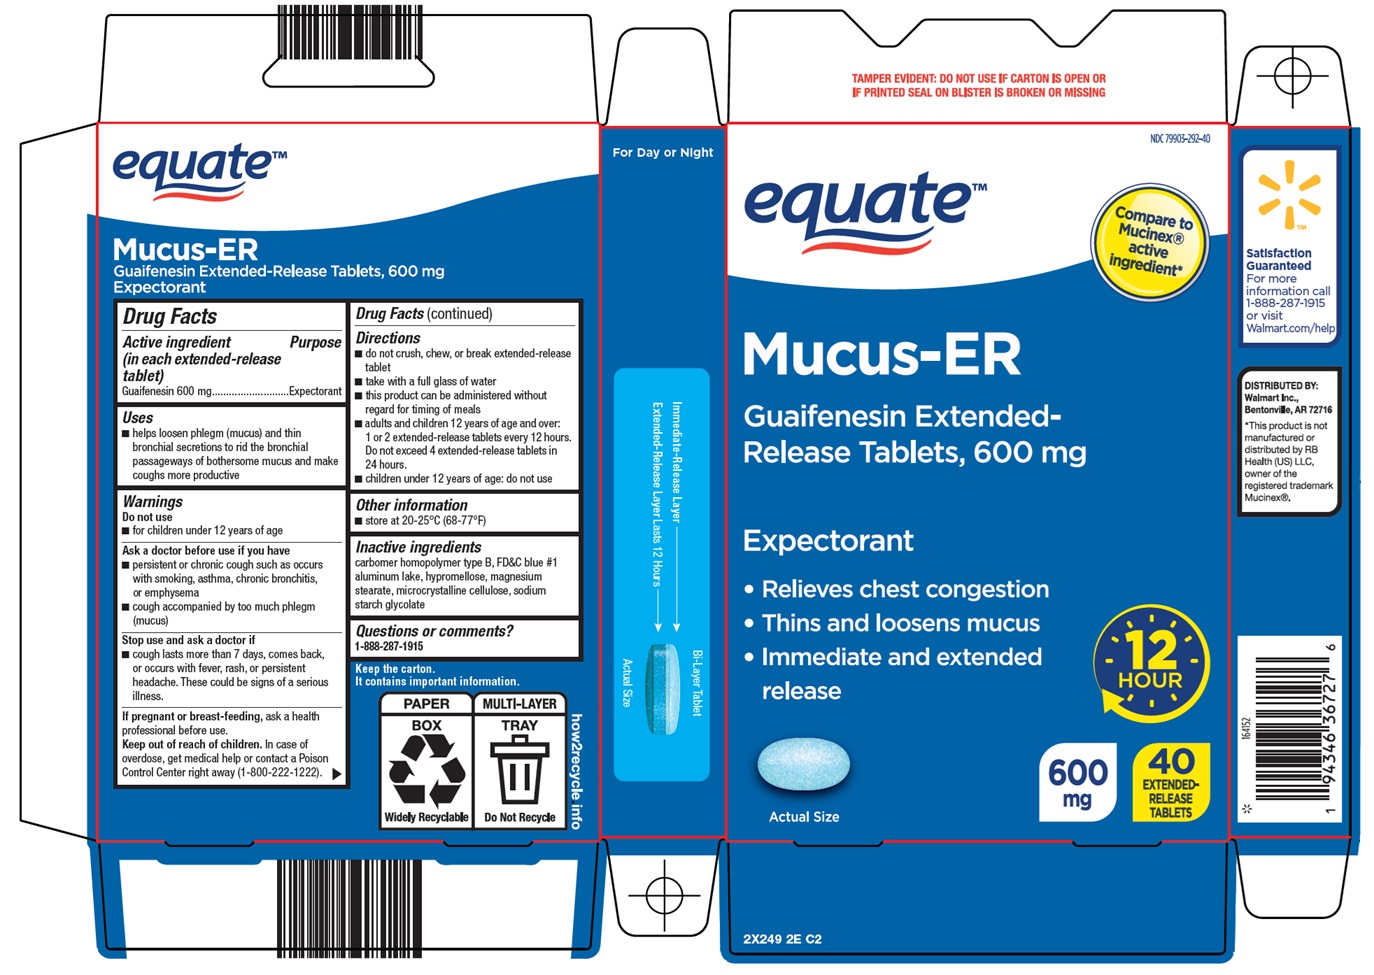 equate™
Mucus-ER
Guaifenesin Extended-Release Tablets, 600 mg
Expectorant
Drug Facts
Active ingredient Purpose
(in each extended-release
tablet)
Guaifenesin 600 mg............................Expectorant
Uses
■ helps loosen phlegm (mucus) and thin
bronchial secretions to rid the bronchial
passageways of bothersome mucus and make
coughs more productive
Warnings
Do not use
■ for children under 12 years of age
Ask a doctor before use if you have
■ persistent or chronic cough such as occurs
with smoking, asthma, chronic bronchitis,
or emphysema
■ cough accompanied by too much phlegm
(mucus)
Stop use and ask a doctor if
■ cough lasts more than 7 days, comes back,
or occurs with fever, rash, or persistent
headache. These could be signs of a serious
illness.
If pregnant or breast-feeding, ask a health
professional before use.
Keep out of reach of children. In case of
overdose, get medical help or contact a Poison
Control Center right away (1-800-222-1222).
Drug Facts (continued)
Directions
■ do not crush, chew, or break extended-release
tablet
■ take with a full glass of water
■ this product can be administered without
regard for timing of meals
■ adults and children 12 years of age and over:
1 or 2 extended-release tablets every 12 hours.
Do not exceed 4 extended-release tablets in
24 hours.
■ children under 12 years of age: do not use
Other information
■ store at 20-25°C (68-77°F)
Inactive ingredients
carbomer homopolymer type B, FD&C blue #1
aluminum lake, hypromellose, magnesium
stearate, microcrystalline cellulose, sodium
starch glycolate
Questions or comments?
1-888-287-1915
Keep the carton.
It contains important information.
PAPER
BOX
Widely Recyclable
MULTI-LAYER
TRAY
Do Not Recycle
how2recycle info
For Day or Night
Immediate-Release Layer
Extended-Release Layer Lasts 12 Hours
Bi-Layer Tablet
Actual Size
TAMPER EVIDENT: DO NOT USE IF CARTON IS OPEN OR
IF PRINTED SEAL ON BLISTER IS BROKEN OR MISSING
NDC 79903-292-40
equate™
Compare to
Mucinex®
active
ingredient*
Mucus-ER
Guaifenesin Extended-
Release Tablets, 600 mg
Expectorant
• Relieves chest congestion
• Thins and loosens mucus
• Immediate and extended
release
12
HOUR
Actual Size
600
mg
40
EXTENDED-
RELEASE
TABLETS
2X249 2E C2
™
Satisfaction
Guaranteed
For more
information call
1-888-287-1915
or visit
Walmart.com/help
DISTRIBUTED BY:
Walmart Inc.,
Bentonville, AR 72716
*This product is not
manufactured or
distributed by RB
Health (US) LLC,
owner of the
registered trademark
Mucinex®.
164152
1 94346 36727 6